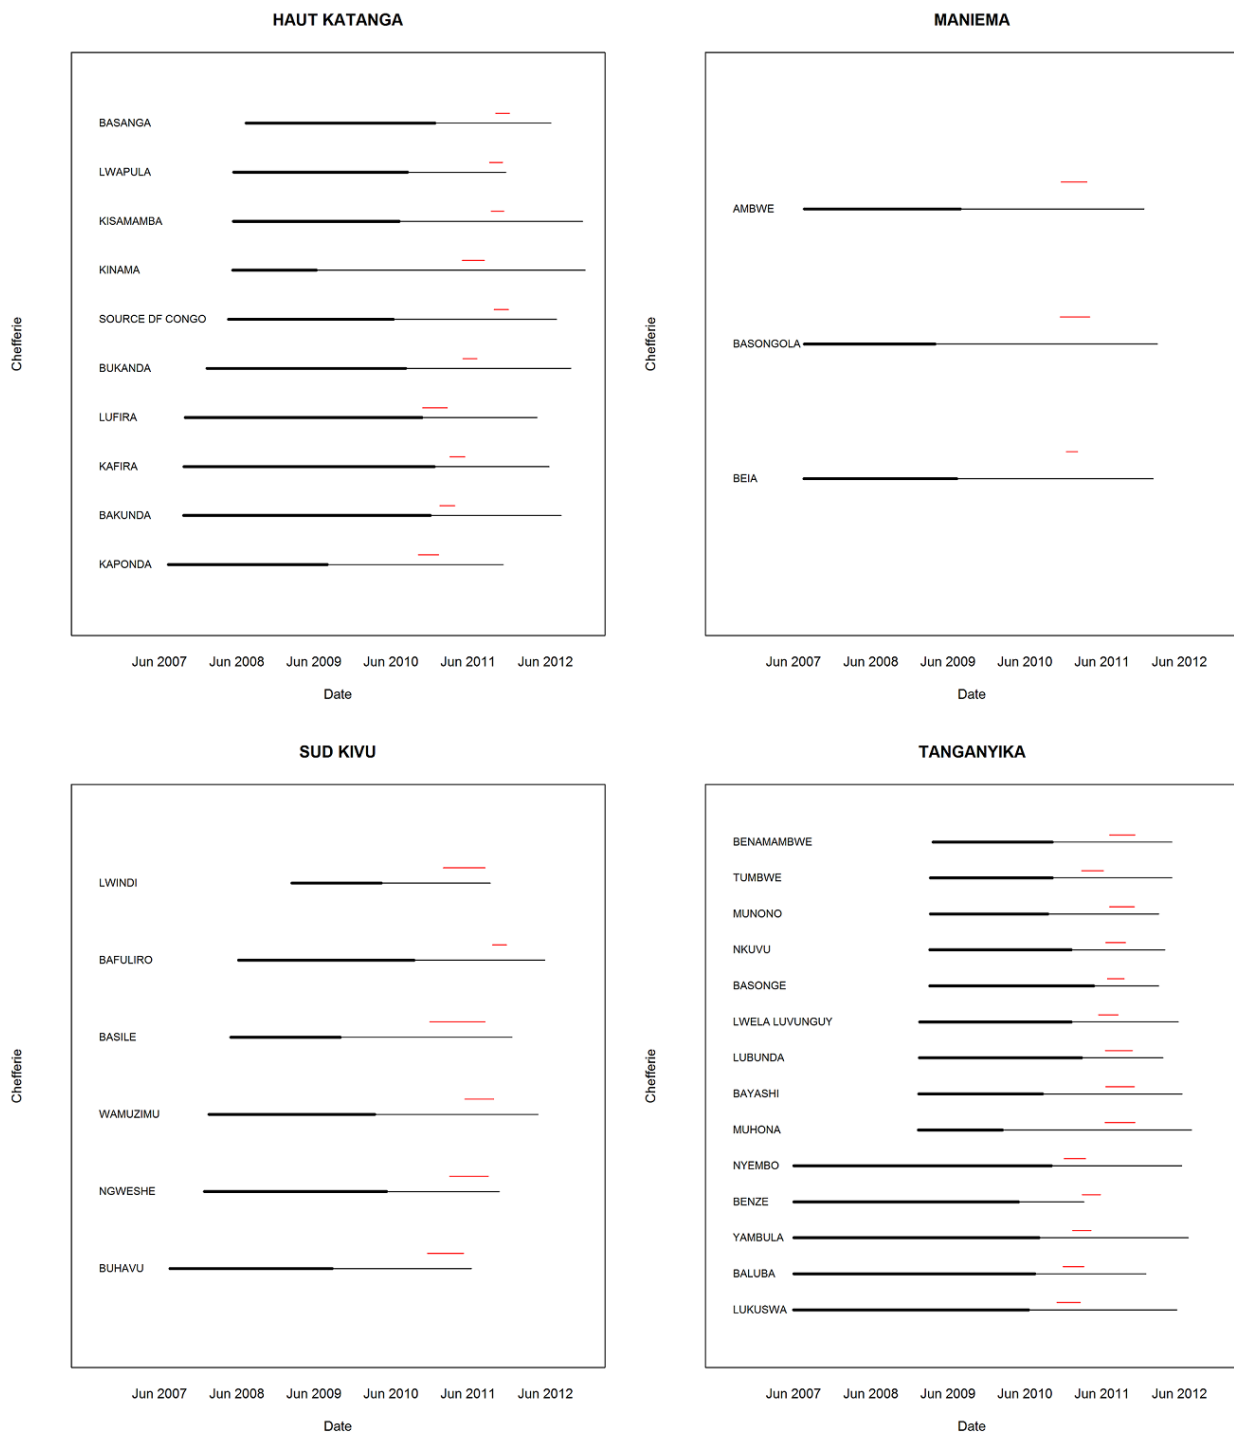 HAUT KATANGA
Chefferie
BASANGA
LWAPULA
KISAMAMBA
KINAMA
SOURCE DF CONGO
BUKANDA
LUFIRA
KAFIRA
BAKUNDA
KAPONDA
Jun 2007 Jun 2008 Jun 2009 Jun 2010 Jun 2011 Jun 2012
Date
MANIEMA
Chefferie
AMBWE
BASONGOLA
BEIA
Jun 2007 Jun 2008 Jun 2009 Jun 2010 Jun 2011 Jun 2012
Date
SUD KIVU
Chefferie
LWINDI
BAFULIRO
BASILE
WAMUZIMU
NGWESHE
BUHAVU
Jun 2007 Jun 2008 Jun 2009 Jun 2010 Jun 2011 Jun 2012
Date
TANGANYIKA
Chefferie
BENAMAMBWE
TUMBWE
MUNONO
NKUVU
BASONGE
LWELA LUVUNGUY
LUBUNDA
BAYASHI
MUHONA
NYEMBO
BENZE
YAMBULA
BALUBA
LUKUSWA
Jun 2007 Jun 2008 Jun 2009 Jun 2010 Jun 2011 Jun 2012
Date